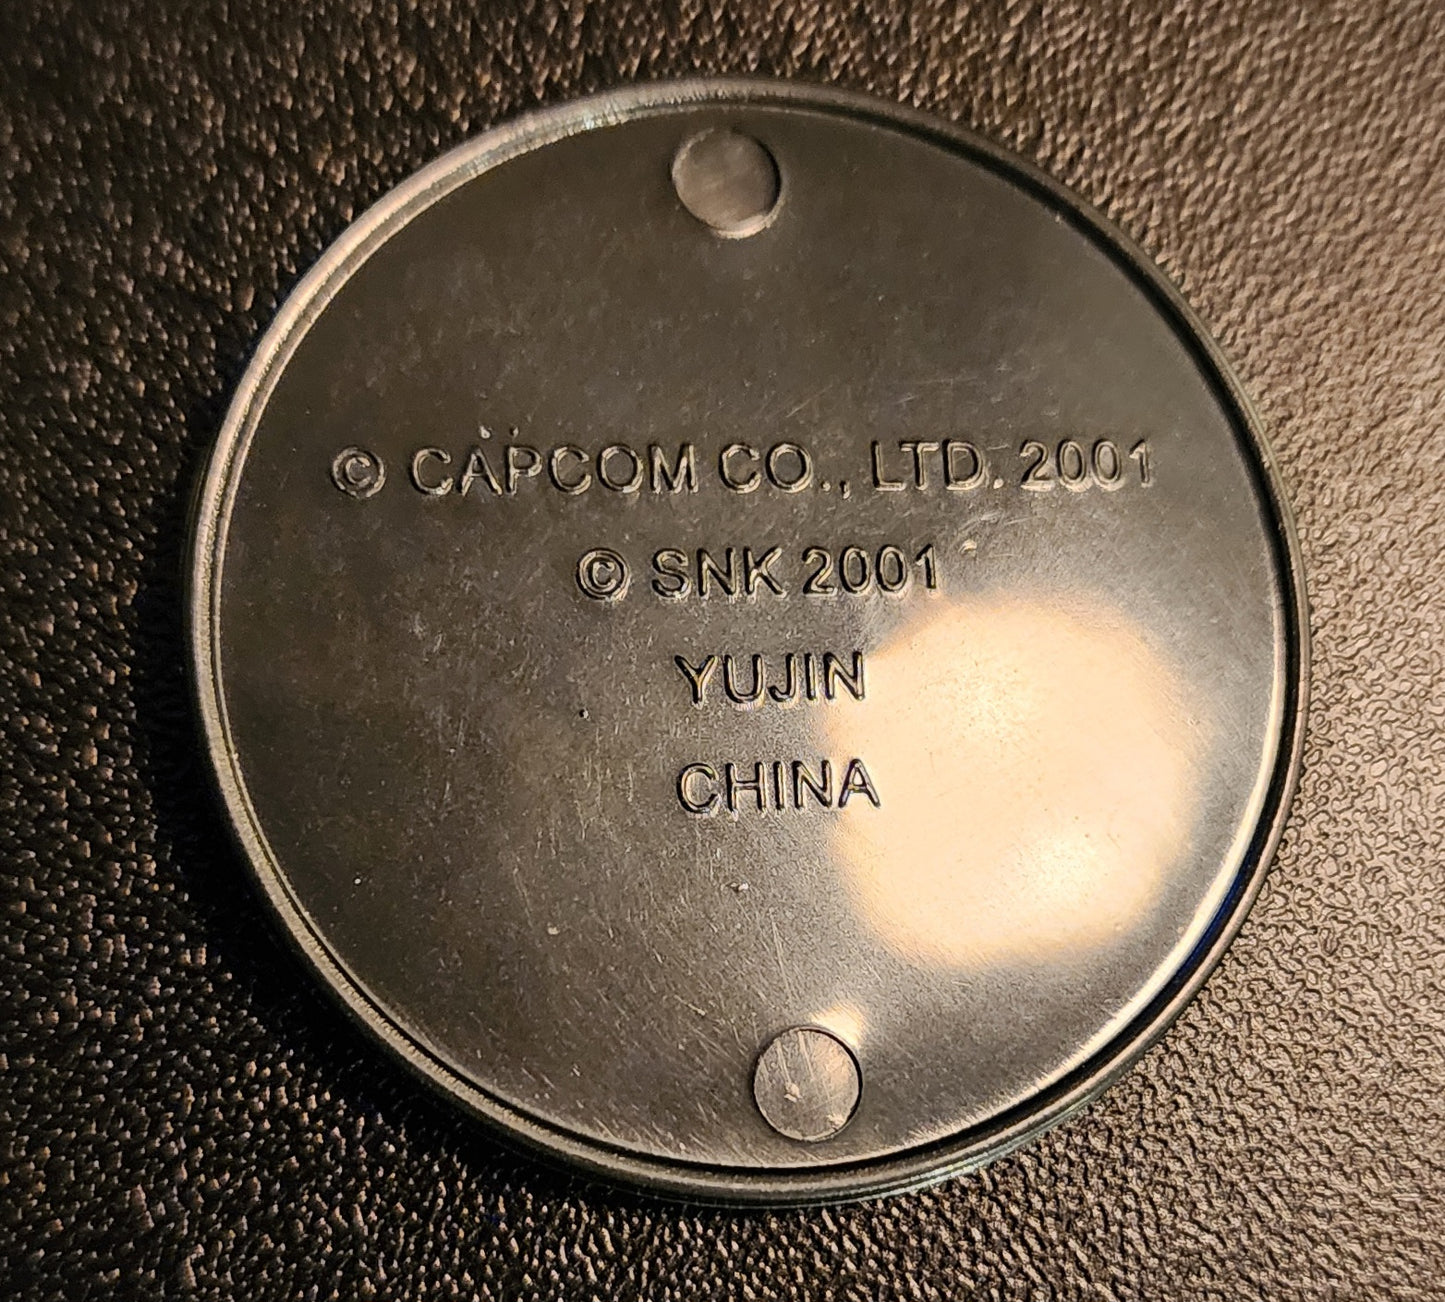 © CAPCOM CO., LTD. 2001
© SNK 2001
YUJIN
CHINA